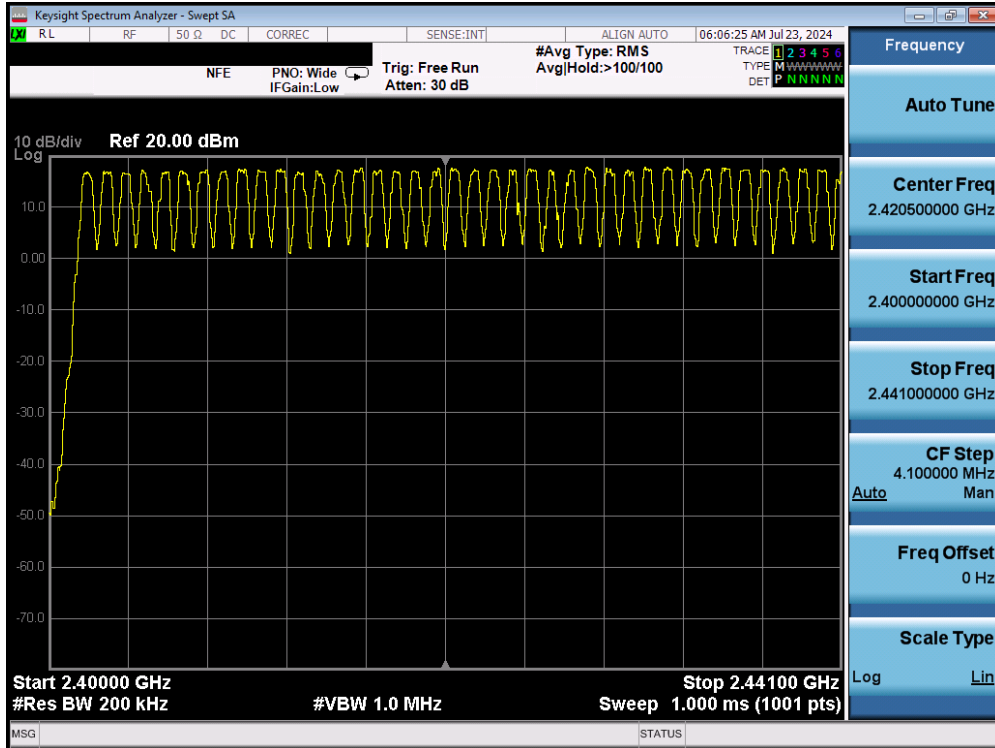 Keysight Spectrum Analyzer - Swept SA
LXI RL RF 50 Ω DC CORREC SENSE:INT ALIGN AUTO 06:06:25 AM Jul 23, 2024
NFE PNO: Wide Trig: Free Run #Avg Type: RMS TRACE 1 2 3 4 5 6
IFGain:Low Atten: 30 dB Avg|Hold:>100/100 TYPE M WWWWW
DET P N N N N N
10 dB/div Ref 20.00 dBm
Log
10.0
0.00
-10.0
-20.0
-30.0
-40.0
-50.0
-60.0
-70.0
Start 2.40000 GHz Stop 2.44100 GHz
#Res BW 200 kHz #VBW 1.0 MHz Sweep 1.000 ms (1001 pts)
MSG STATUS
Frequency
Auto Tune
Center Freq
2.420500000 GHz
Start Freq
2.400000000 GHz
Stop Freq
2.441000000 GHz
CF Step
4.100000 MHz
Auto Man
Freq Offset
0 Hz
Scale Type
Log Lin